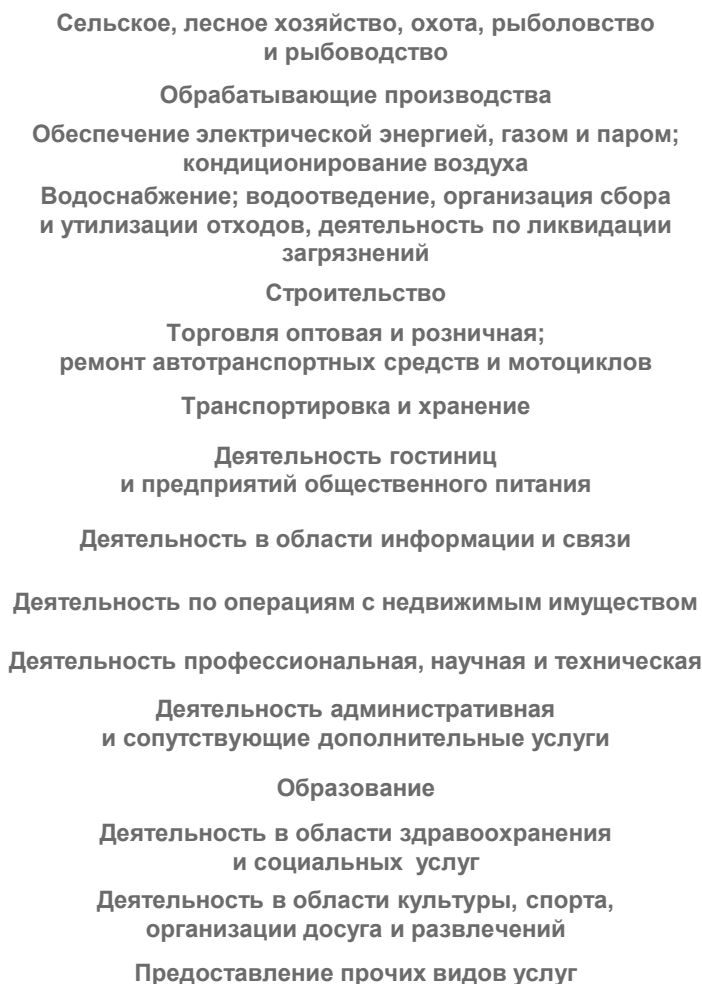 Сельское, лесное хозяйство, охота, рыболовство
и рыбоводство
Обрабатывающие производства
Обеспечение электрической энергией, газом и паром;
кондиционирование воздуха
Водоснабжение; водоотведение, организация сбора
и утилизации отходов, деятельность по ликвидации
загрязнений
Строительство
Торговля оптовая и розничная;
ремонт автотранспортных средств и мотоциклов
Транспортировка и хранение
Деятельность гостиниц
и предприятий общественного питания
Деятельность в области информации и связи
Деятельность по операциям с недвижимым имуществом
Деятельность профессиональная, научная и техническая
Деятельность административная
и сопутствующие дополнительные услуги
Образование
Деятельность в области здравоохранения
и социальных услуг
Деятельность в области культуры, спорта,
организации досуга и развлечений
Предоставление прочих видов услуг